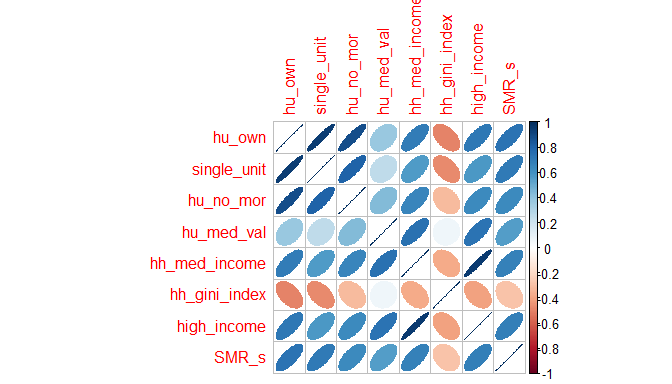 hu_own
single_unit
hu_no_mor
hu_med_val
hh_med_income
hh_gini_index
high_income
SMR_s
hu_own
single_unit
hu_no_mor
hu_med_val
hh_med_income
hh_gini_index
high_income
SMR_s
1
0.8
0.6
0.4
0.2
0
-0.2
-0.4
-0.6
-0.8
-1